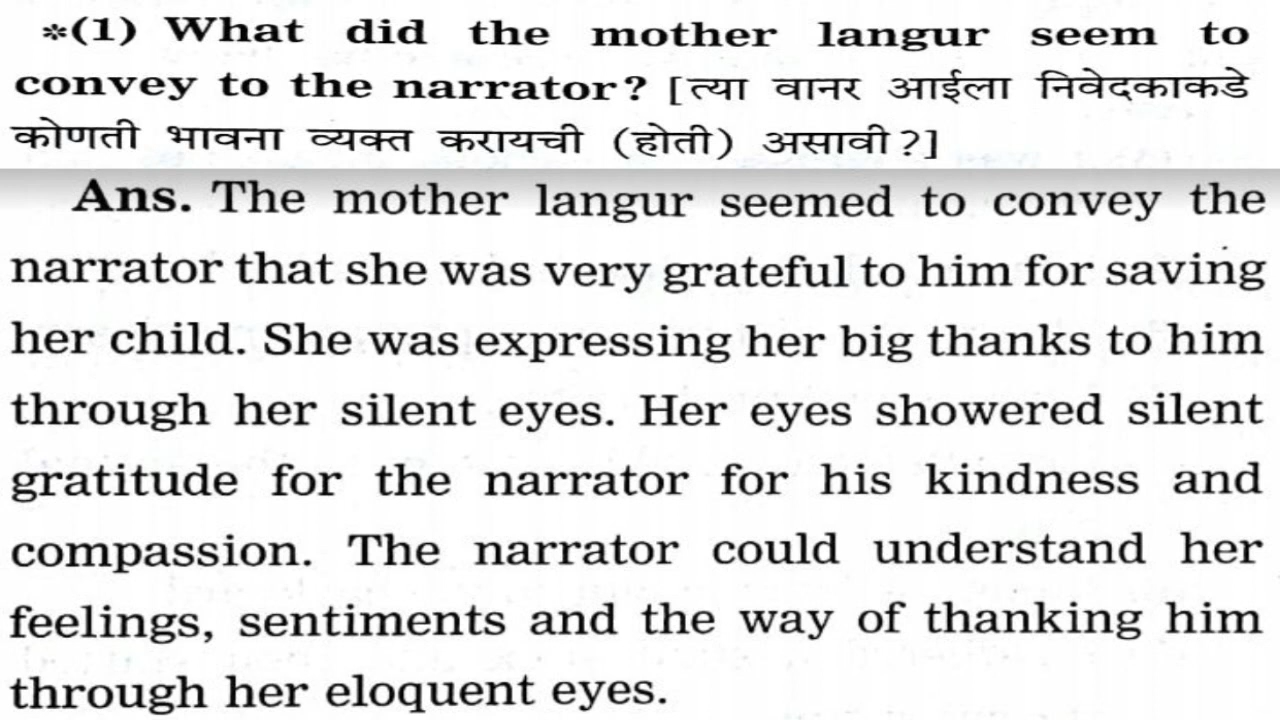 *(1) What did the mother langur seem to
convey to the narrator? [त्या वानर आईला निवेदकाकडे
कोणती भावना व्यक्त करायची (होती) असावी?]
Ans. The mother langur seemed to convey the
narrator that she was very grateful to him for saving
her child. She was expressing her big thanks to him
through her silent eyes. Her eyes showered silent
gratitude for the narrator for his kindness and
compassion. The narrator could understand her
feelings, sentiments and the way of thanking him
through her eloquent eyes.